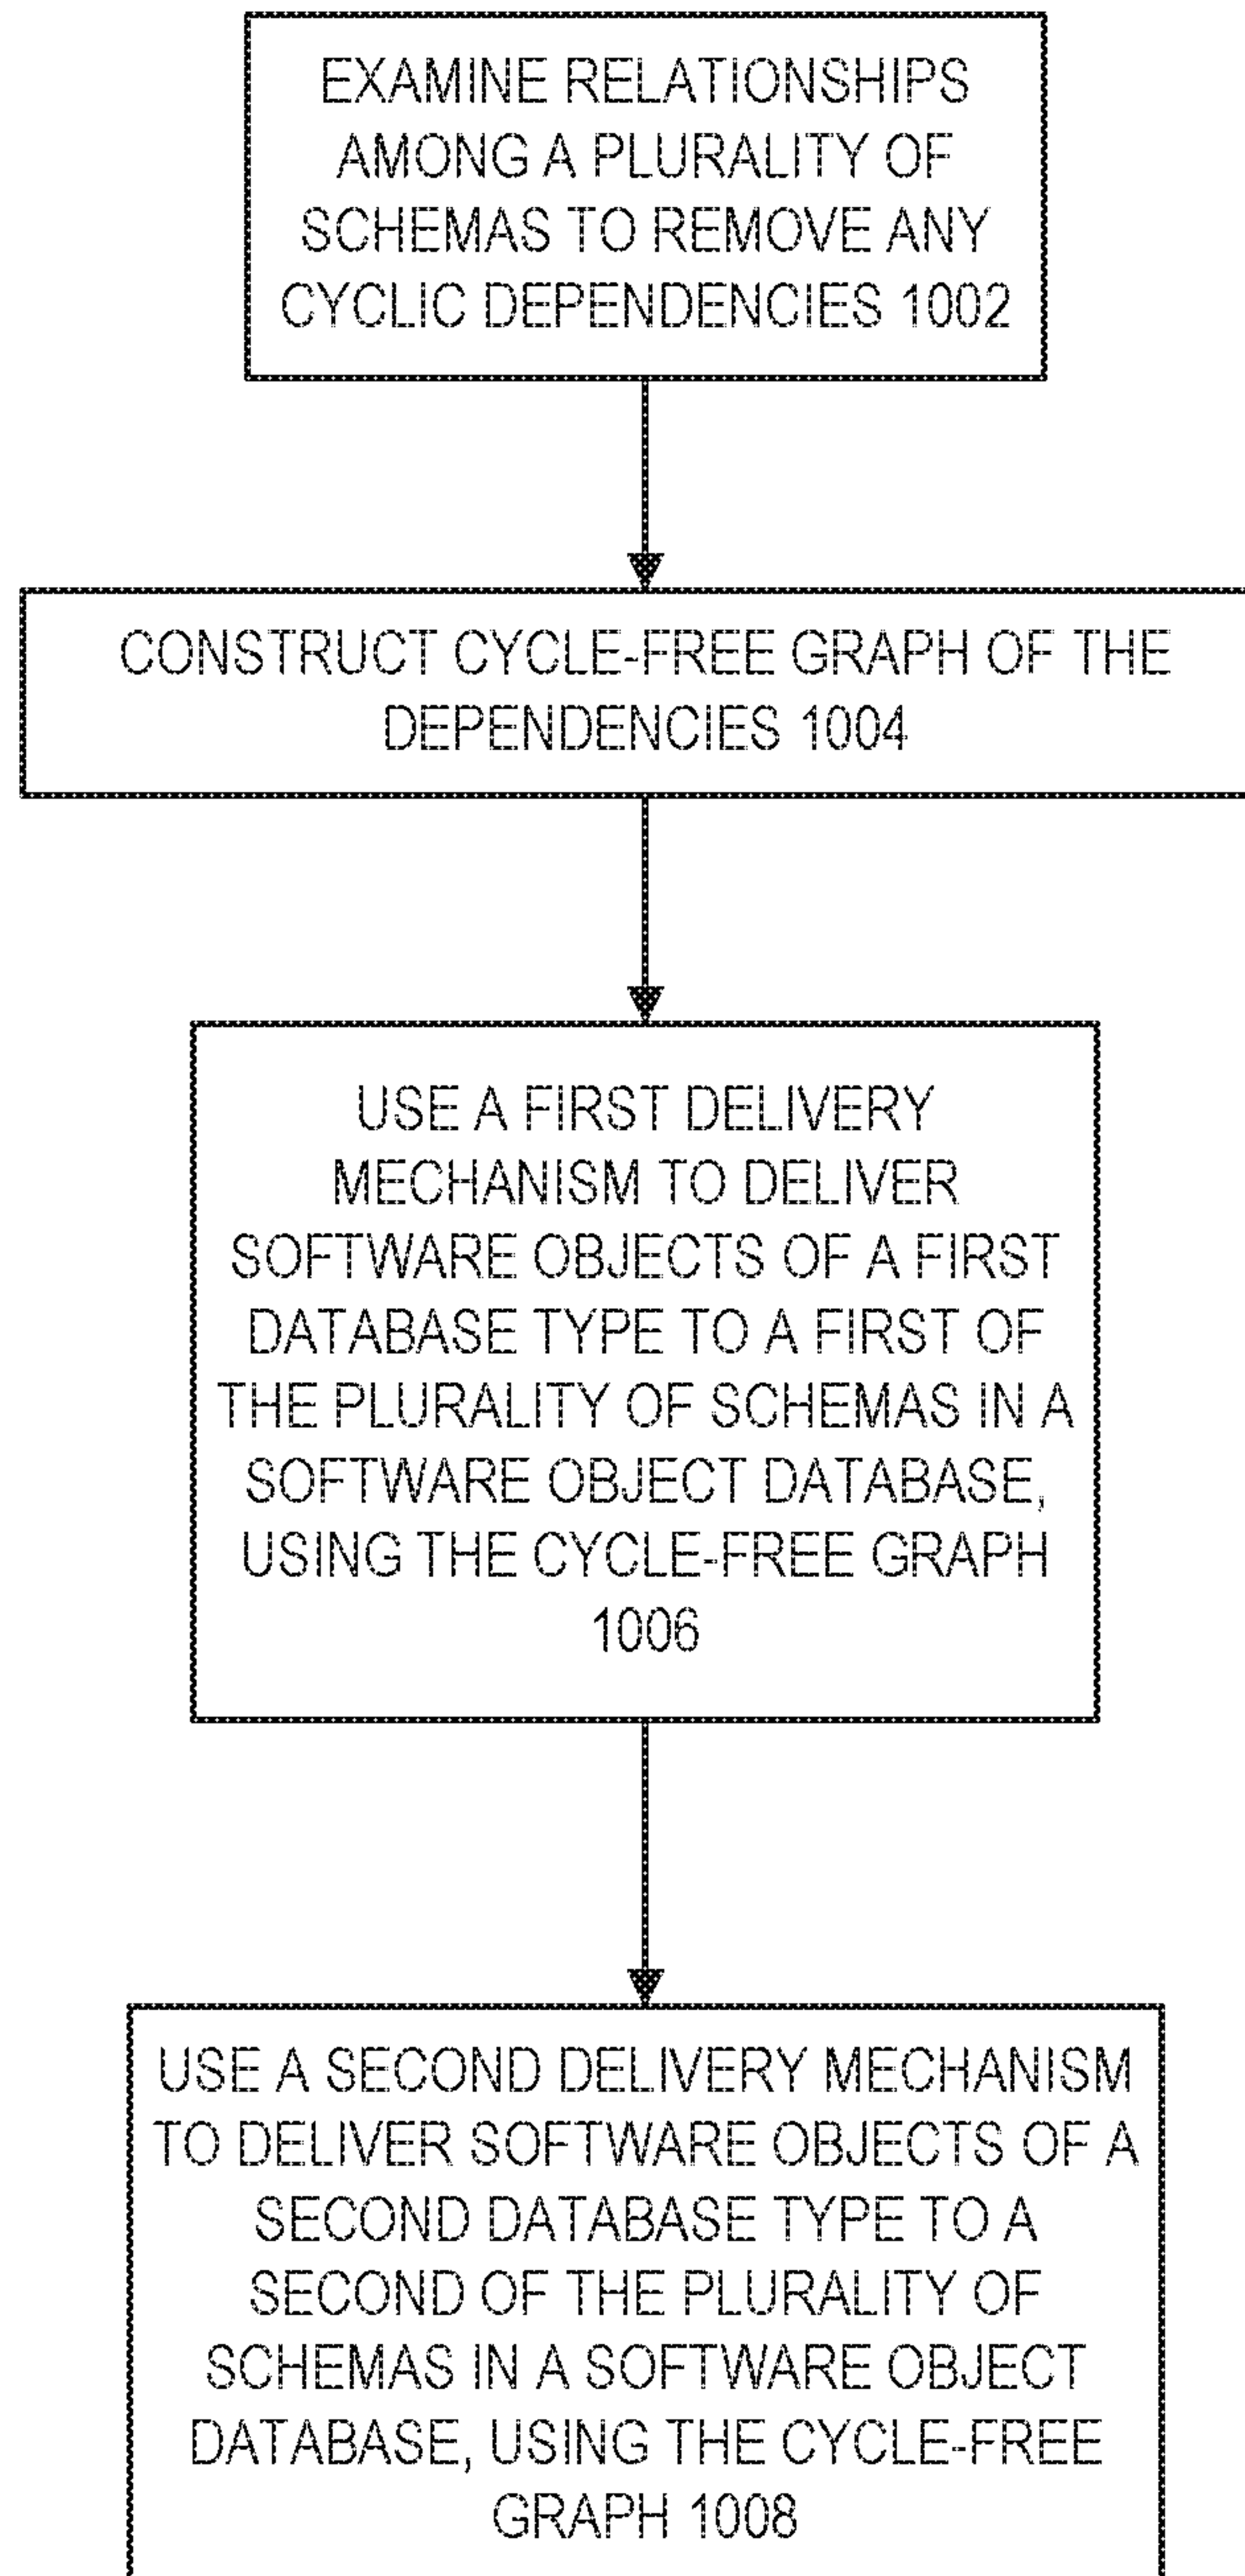 EXAMINE RELATIONSHIPS
AMONG A PLURALITY OF
SCHEMAS TO REMOVE ANY
CYCLIC DEPENDENCIES 1002
CONSTRUCT CYCLE-FREE GRAPH OF THE
DEPENDENCIES 1004
USE A FIRST DELIVERY
MECHANISM TO DELIVER
SOFTWARE OBJECTS OF A FIRST
DATABASE TYPE TO A FIRST OF
THE PLURALITY OF SCHEMAS IN A
SOFTWARE OBJECT DATABASE,
USING THE CYCLE-FREE GRAPH
1006
USE A SECOND DELIVERY MECHANISM
TO DELIVER SOFTWARE OBJECTS OF A
SECOND DATABASE TYPE TO A
SECOND OF THE PLURALITY OF
SCHEMAS IN A SOFTWARE OBJECT
DATABASE, USING THE CYCLE-FREE
GRAPH 1008